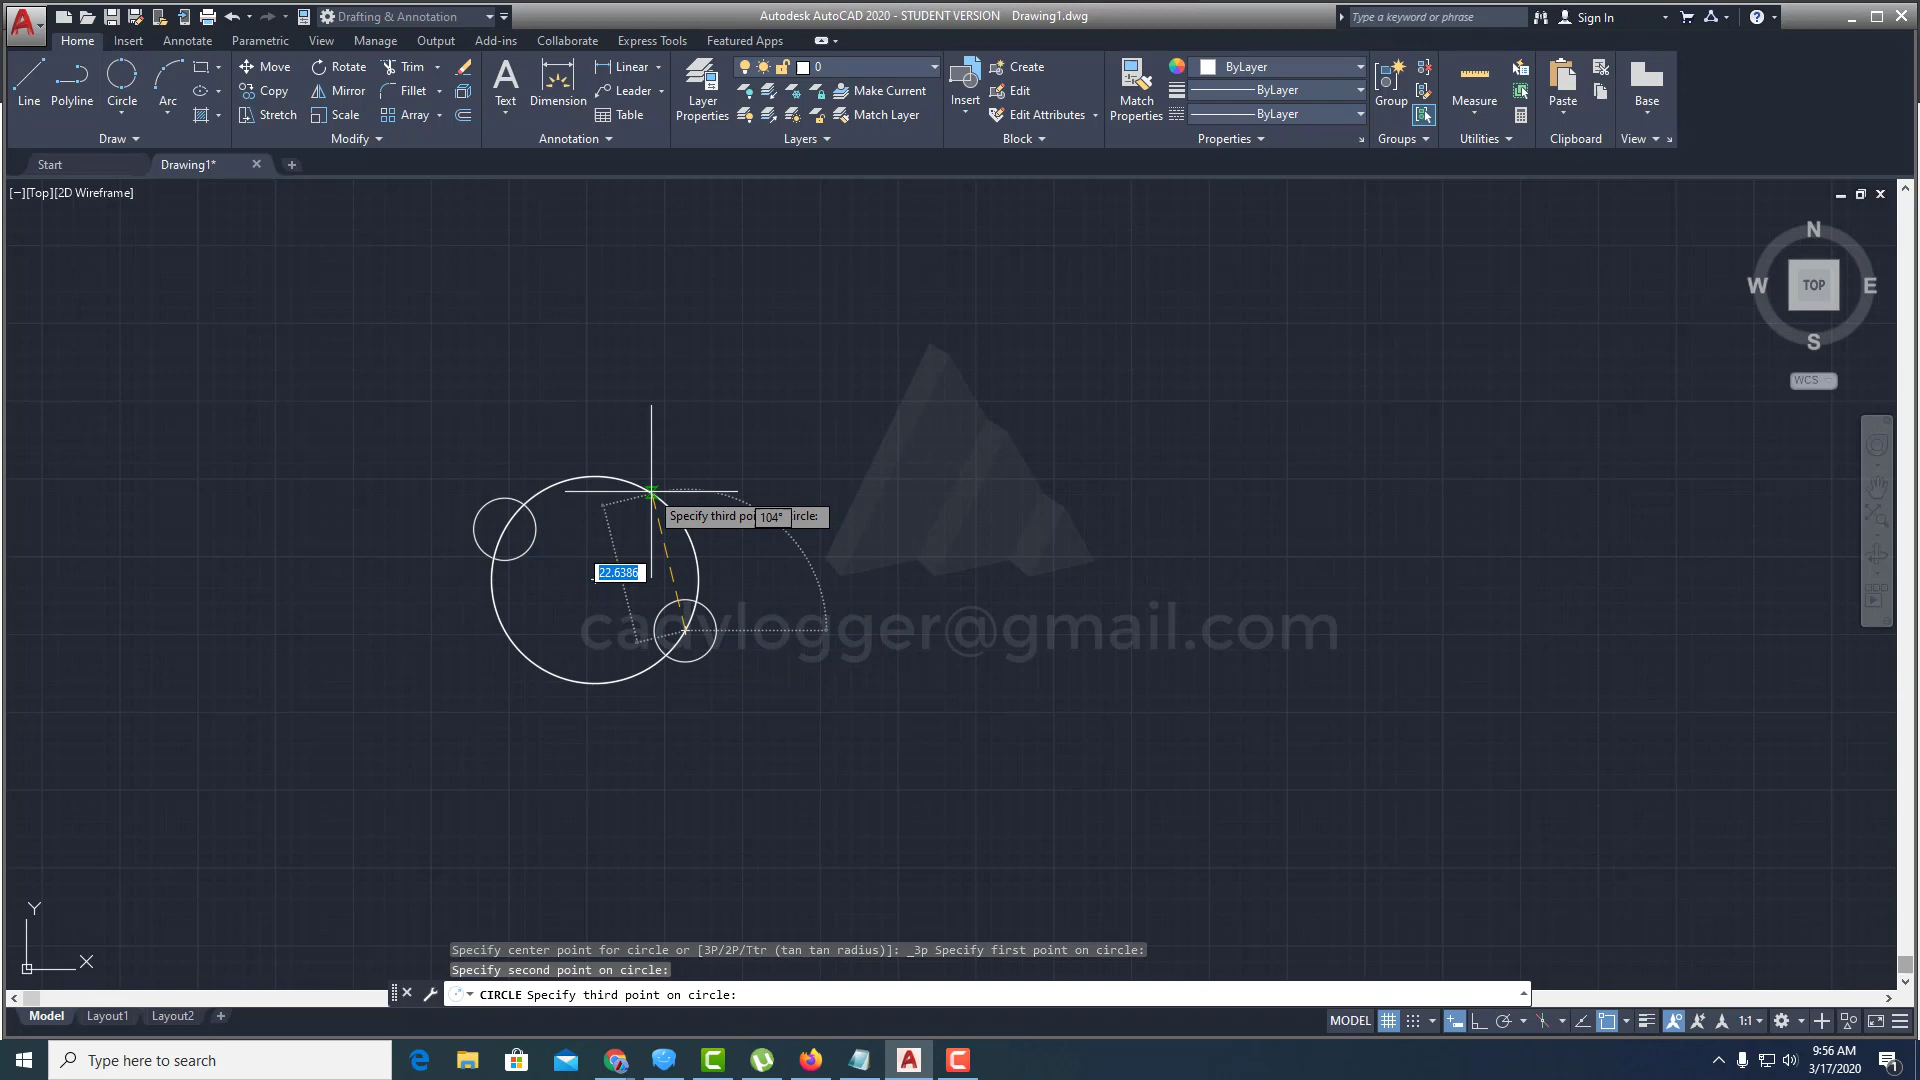 Drafting & Annotation
Autodesk AutoCAD 2020 - STUDENT VERSION Drawing1.dwg
Type a keyword or phrase
Sign In
Home Insert Annotate Parametric View Manage Output Add-ins Collaborate Express Tools Featured Apps
Line Polyline Circle Arc
Move Rotate Trim
Copy Mirror Fillet
Stretch Scale Array
Text Dimension
Linear
Leader
Table
Layer Properties
0
Make Current
Match Layer
Insert
Create
Edit
Edit Attributes
Match Properties
ByLayer
ByLayer
ByLayer
Group
Measure
Paste
Base
Draw Modify Annotation Layers Block Properties Groups Utilities Clipboard View
Start Drawing1*
[−][Top][2D Wireframe]
N
W TOP E
S
WCS
Specify third poi 104° ircle:
22.6386
cadvlogger@gmail.com
Y
X
Specify center point for circle or [3P/2P/Ttr (tan tan radius)]: _3p Specify first point on circle:
Specify second point on circle:
CIRCLE Specify third point on circle:
Model Layout1 Layout2
MODEL
1:1
Type here to search
9:56 AM
3/17/2020
1